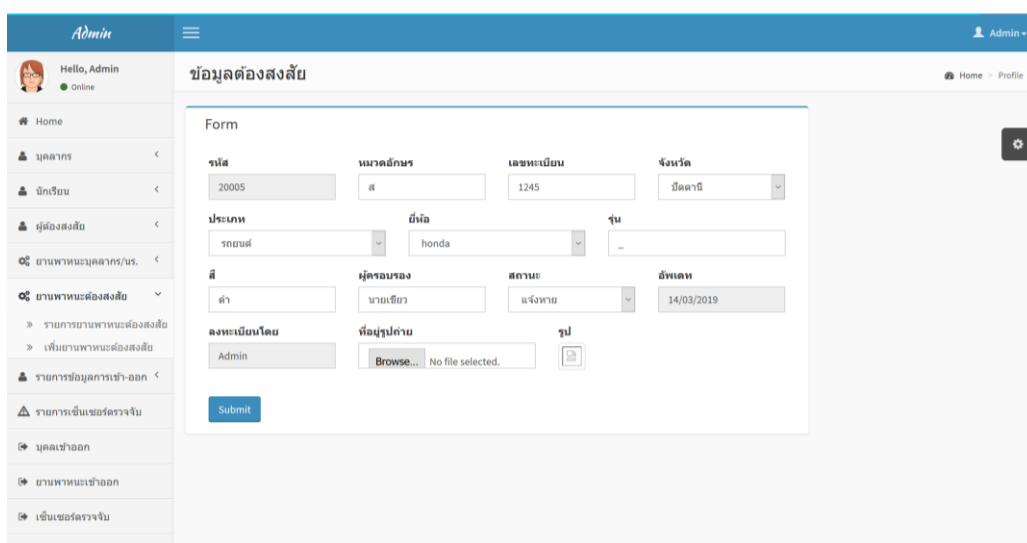 Admin
Admin
Hello, Admin
Online
ข้อมูลต้องสงสัย
Home > Profile
Home
บุคลากร
นักเรียน
ผู้ต้องสงสัย
ยานพาหนะบุคลากร/นร.
ยานพาหนะต้องสงสัย
» รายการยานพาหนะต้องสงสัย
» เพิ่มยานพาหนะต้องสงสัย
รายการข้อมูลการเข้า-ออก
รายการเซ็นเซอร์ตรวจจับ
บุคลเข้าออก
ยานพาหนะเข้าออก
เซ็นเซอร์ตรวจจับ
Form
รหัส หมวดอักษร เลขทะเบียน จังหวัด
20005 ส 1245 ปัตตานี
ประเภท ยี่ห้อ รุ่น
รถยนต์ honda _
สี ผู้ครอบรอง สถานะ อัพเดท
ดำ นายเขียว แจ้งหาย 14/03/2019
ลงทะเบียนโดย ที่อยู่รูปถ่าย รูป
Admin Browse... No file selected.
Submit